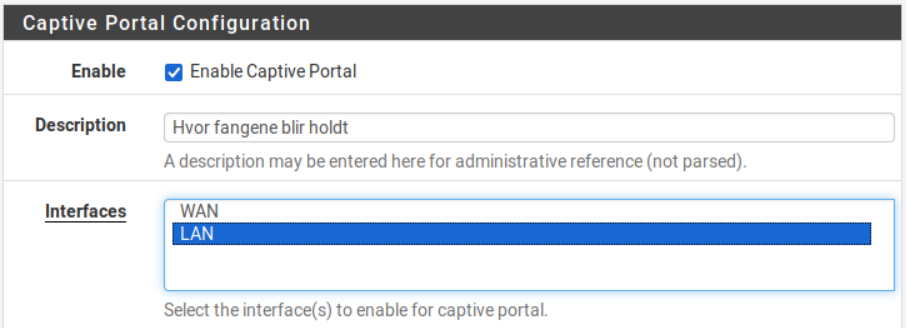 Captive Portal Configuration
Enable Enable Captive Portal
Description Hvor fangene blir holdt
A description may be entered here for administrative reference (not parsed).
Interfaces WAN
LAN
Select the interface(s) to enable for captive portal.